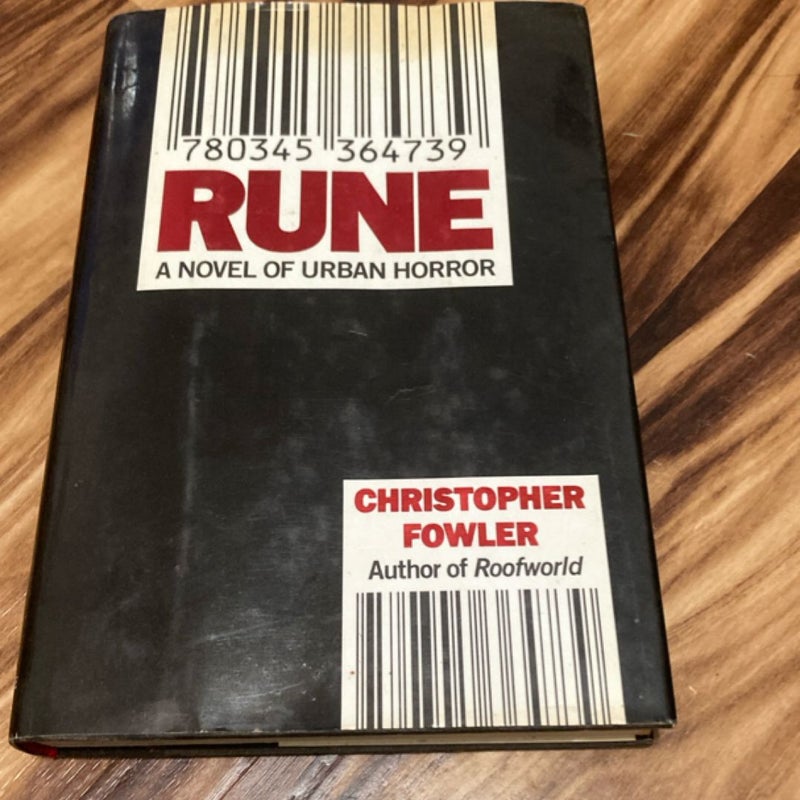 780345 364739
RUNE
A NOVEL OF URBAN HORROR
CHRISTOPHER
FOWLER
Author of Roofworld